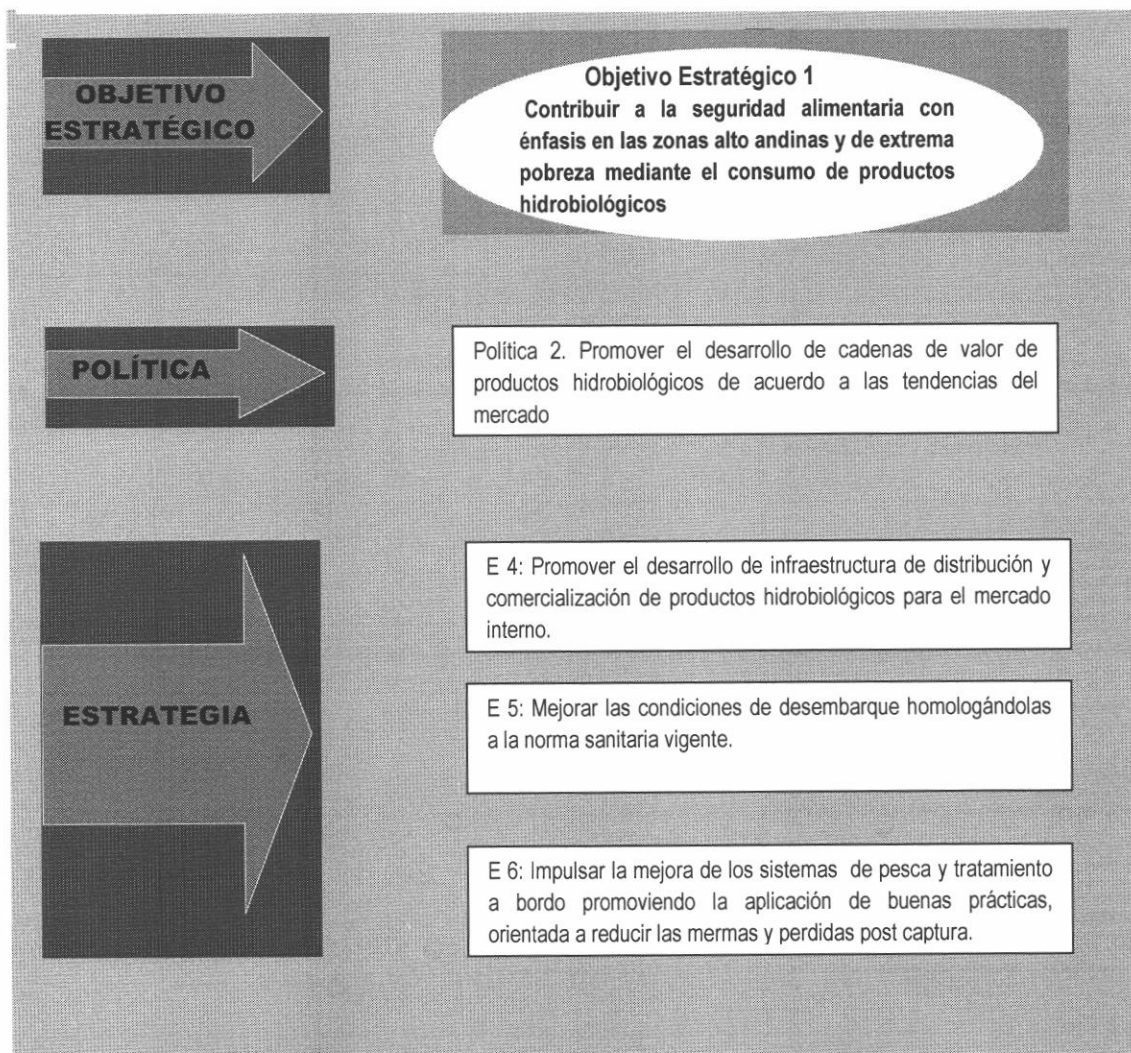 OBJETIVO
ESTRATÉGICO
Objetivo Estratégico 1
Contribuir a la seguridad alimentaria con
énfasis en las zonas alto andinas y de extrema
pobreza mediante el consumo de productos
hidrobiológicos
POLÍTICA
Política 2. Promover el desarrollo de cadenas de valor de
productos hidrobiológicos de acuerdo a las tendencias del
mercado
ESTRATEGIA
E 4: Promover el desarrollo de infraestructura de distribución y
comercialización de productos hidrobiológicos para el mercado
interno.
E 5: Mejorar las condiciones de desembarque homologándolas
a la norma sanitaria vigente.
E 6: Impulsar la mejora de los sistemas de pesca y tratamiento
a bordo promoviendo la aplicación de buenas prácticas,
orientada a reducir las mermas y perdidas post captura.